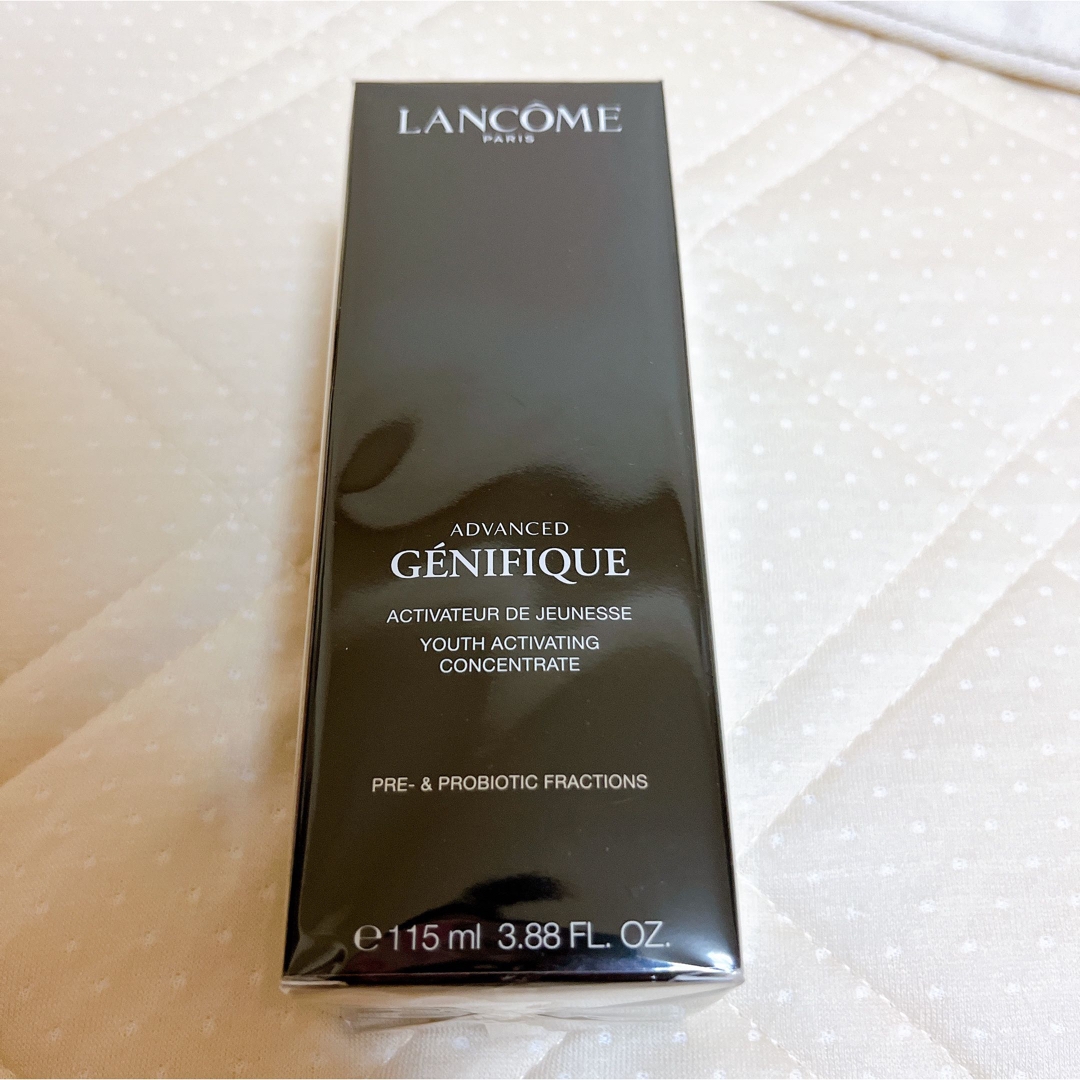 LANCÔME
PARIS
ADVANCED
GÉNIFIQUE
ACTIVATEUR DE JEUNESSE
YOUTH ACTIVATING
CONCENTRATE
PRE- & PROBIOTIC FRACTIONS
℮115 ml 3.88 FL. OZ.